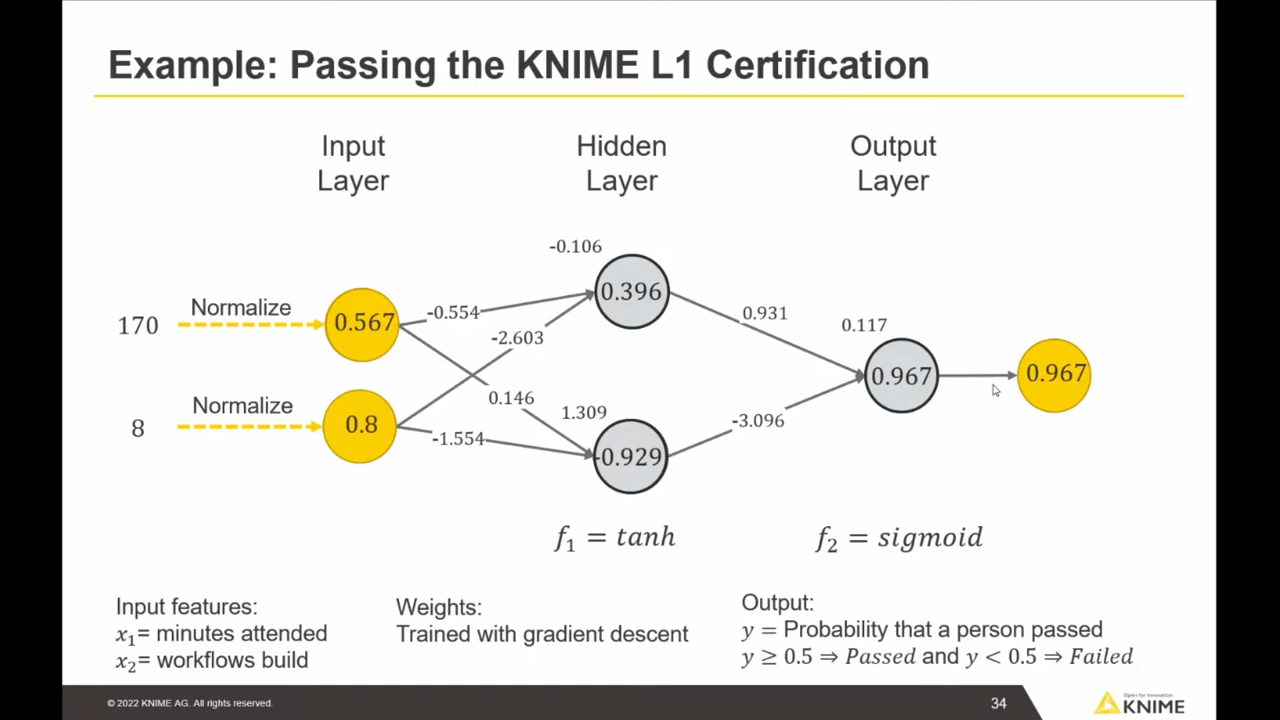 Example: Passing the KNIME L1 Certification
Input
Layer
Hidden
Layer
Output
Layer
-0.106
170
Normalize
0.567
-0.554
0.396
0.931
-2.603
0.117
0.967
0.967
8
Normalize
0.8
0.146
1.309
-1.554
-0.929
-3.096
f₁ = tanh
f₂ = sigmoid
Input features:
x₁= minutes attended
x₂= workflows build
Weights:
Trained with gradient descent
Output:
y = Probability that a person passed
y ≥ 0.5 ⇒ Passed and y < 0.5 ⇒ Failed
© 2022 KNIME AG. All rights reserved.
34
Open for Innovation
KNIME